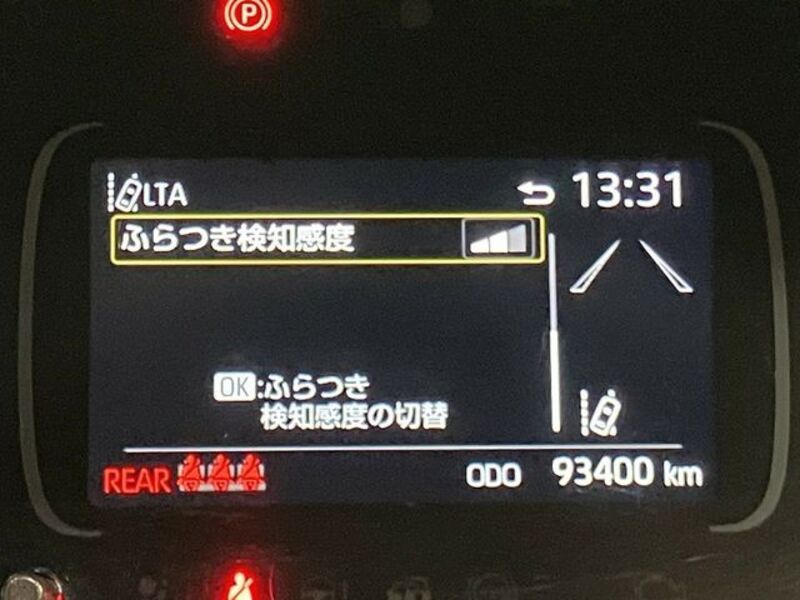 P
LTA
13:31
ふらつき検知感度
OK:ふらつき
検知感度の切替
REAR
ODO 93400 km